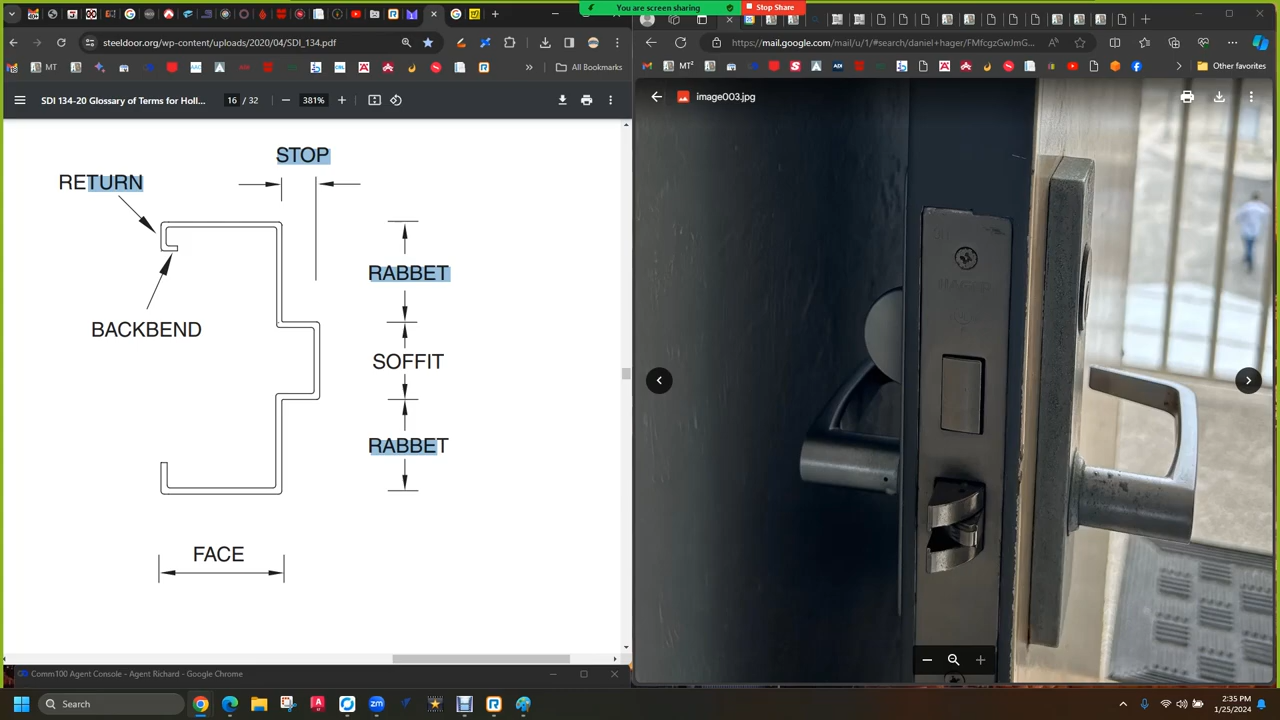 You are screen sharing
Stop Share
steeldoor.org/wp-content/uploads/2020/04/SDI_134.pdf
https://mail.google.com/mail/u/1/#search/daniel+hager/FMfcgzGwJmG...
MT
All Bookmarks
MT²
Other favorites
SDI 134-20 Glossary of Terms for Holl...
16 / 32
381%
image003.jpg
STOP
RETURN
RABBET
BACKBEND
SOFFIT
RABBET
FACE
Comm100 Agent Console - Agent Richard - Google Chrome
Search
2:35 PM
1/25/2024